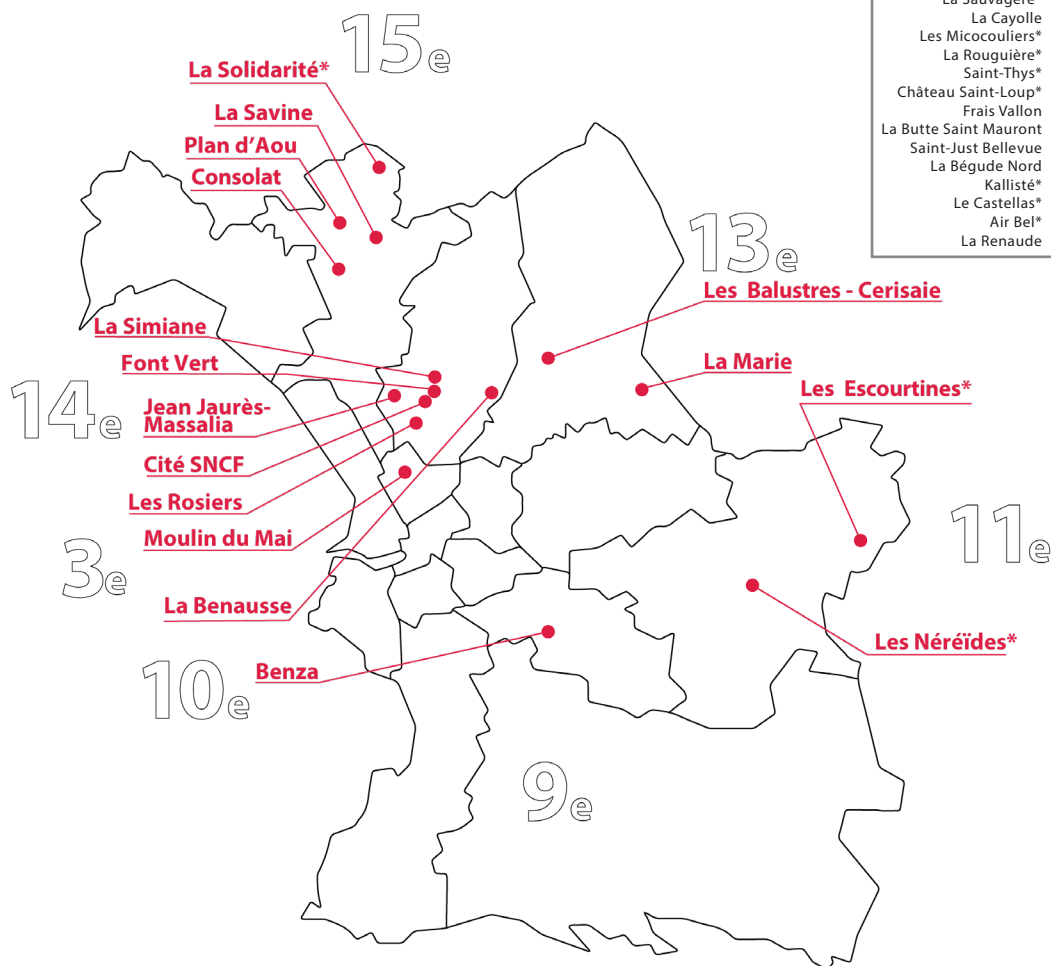 La Sauvagère
La Cayolle
Les Micocouliers*
La Rouguière*
Saint-Thys*
Château Saint-Loup*
Frais Vallon
La Butte Saint Mauront
Saint-Just Bellevue
La Bégude Nord
Kallisté*
Le Castellas*
Air Bel*
La Renaude
15e
La Solidarité*
La Savine
Plan d’Aou
Consolat
13e
Les Balustres - Cerisaie
La Simiane
Font Vert
La Marie
Les Escourtines*
14e
Jean Jaurès-
Massalia
Cité SNCF
Les Rosiers
Moulin du Mai
11e
3e
La Benausse
Les Néréïdes*
10e
Benza
9e